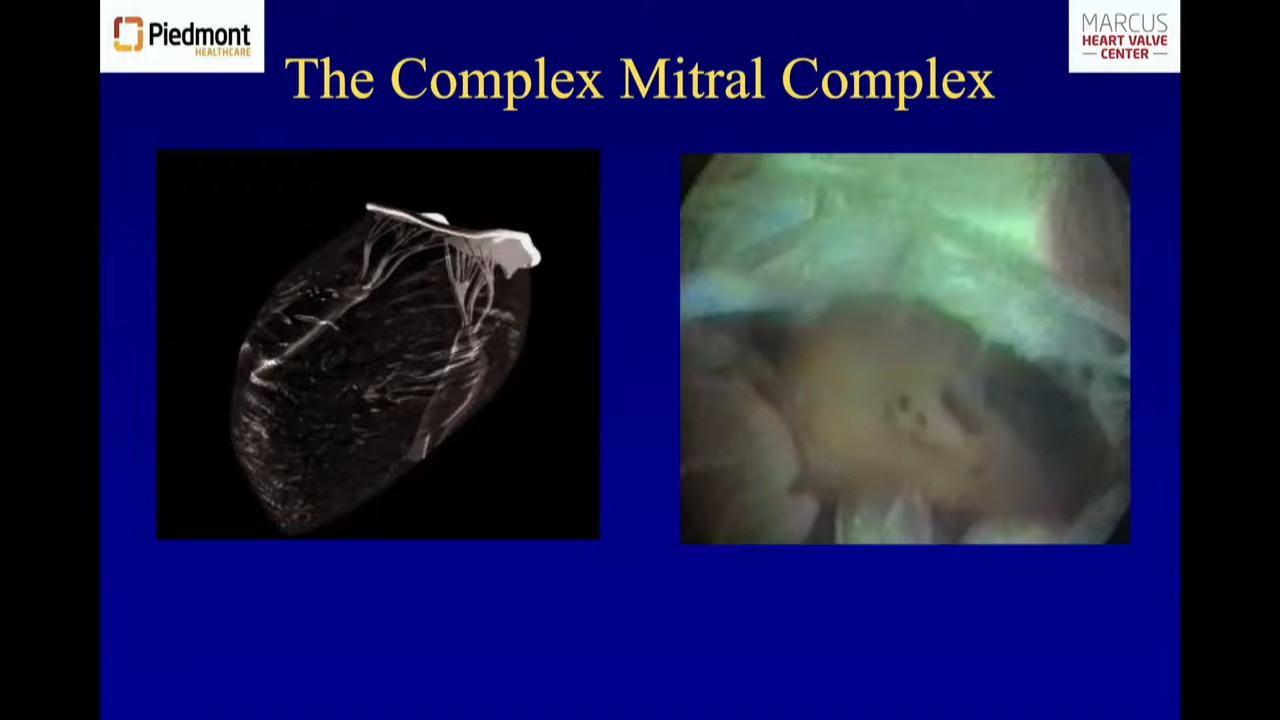 Piedmont
HEALTHCARE
MARCUS
HEART VALVE
CENTER
The Complex Mitral Complex